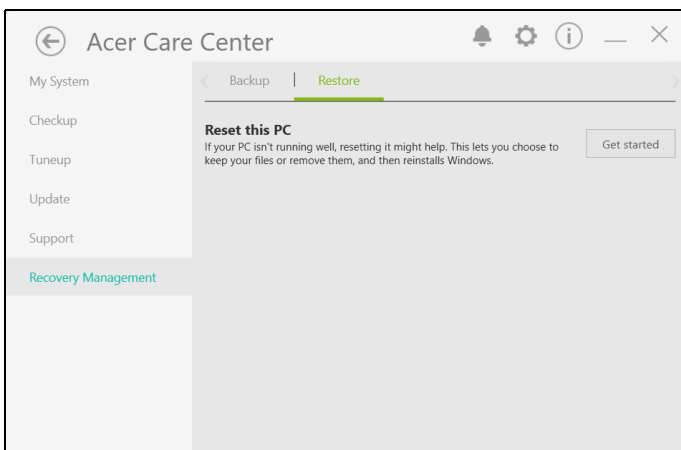 Acer Care Center
My System
Checkup
Tuneup
Update
Support
Recovery Management
Backup
Restore
Reset this PC
If your PC isn't running well, resetting it might help. This lets you choose to
keep your files or remove them, and then reinstalls Windows.
Get started